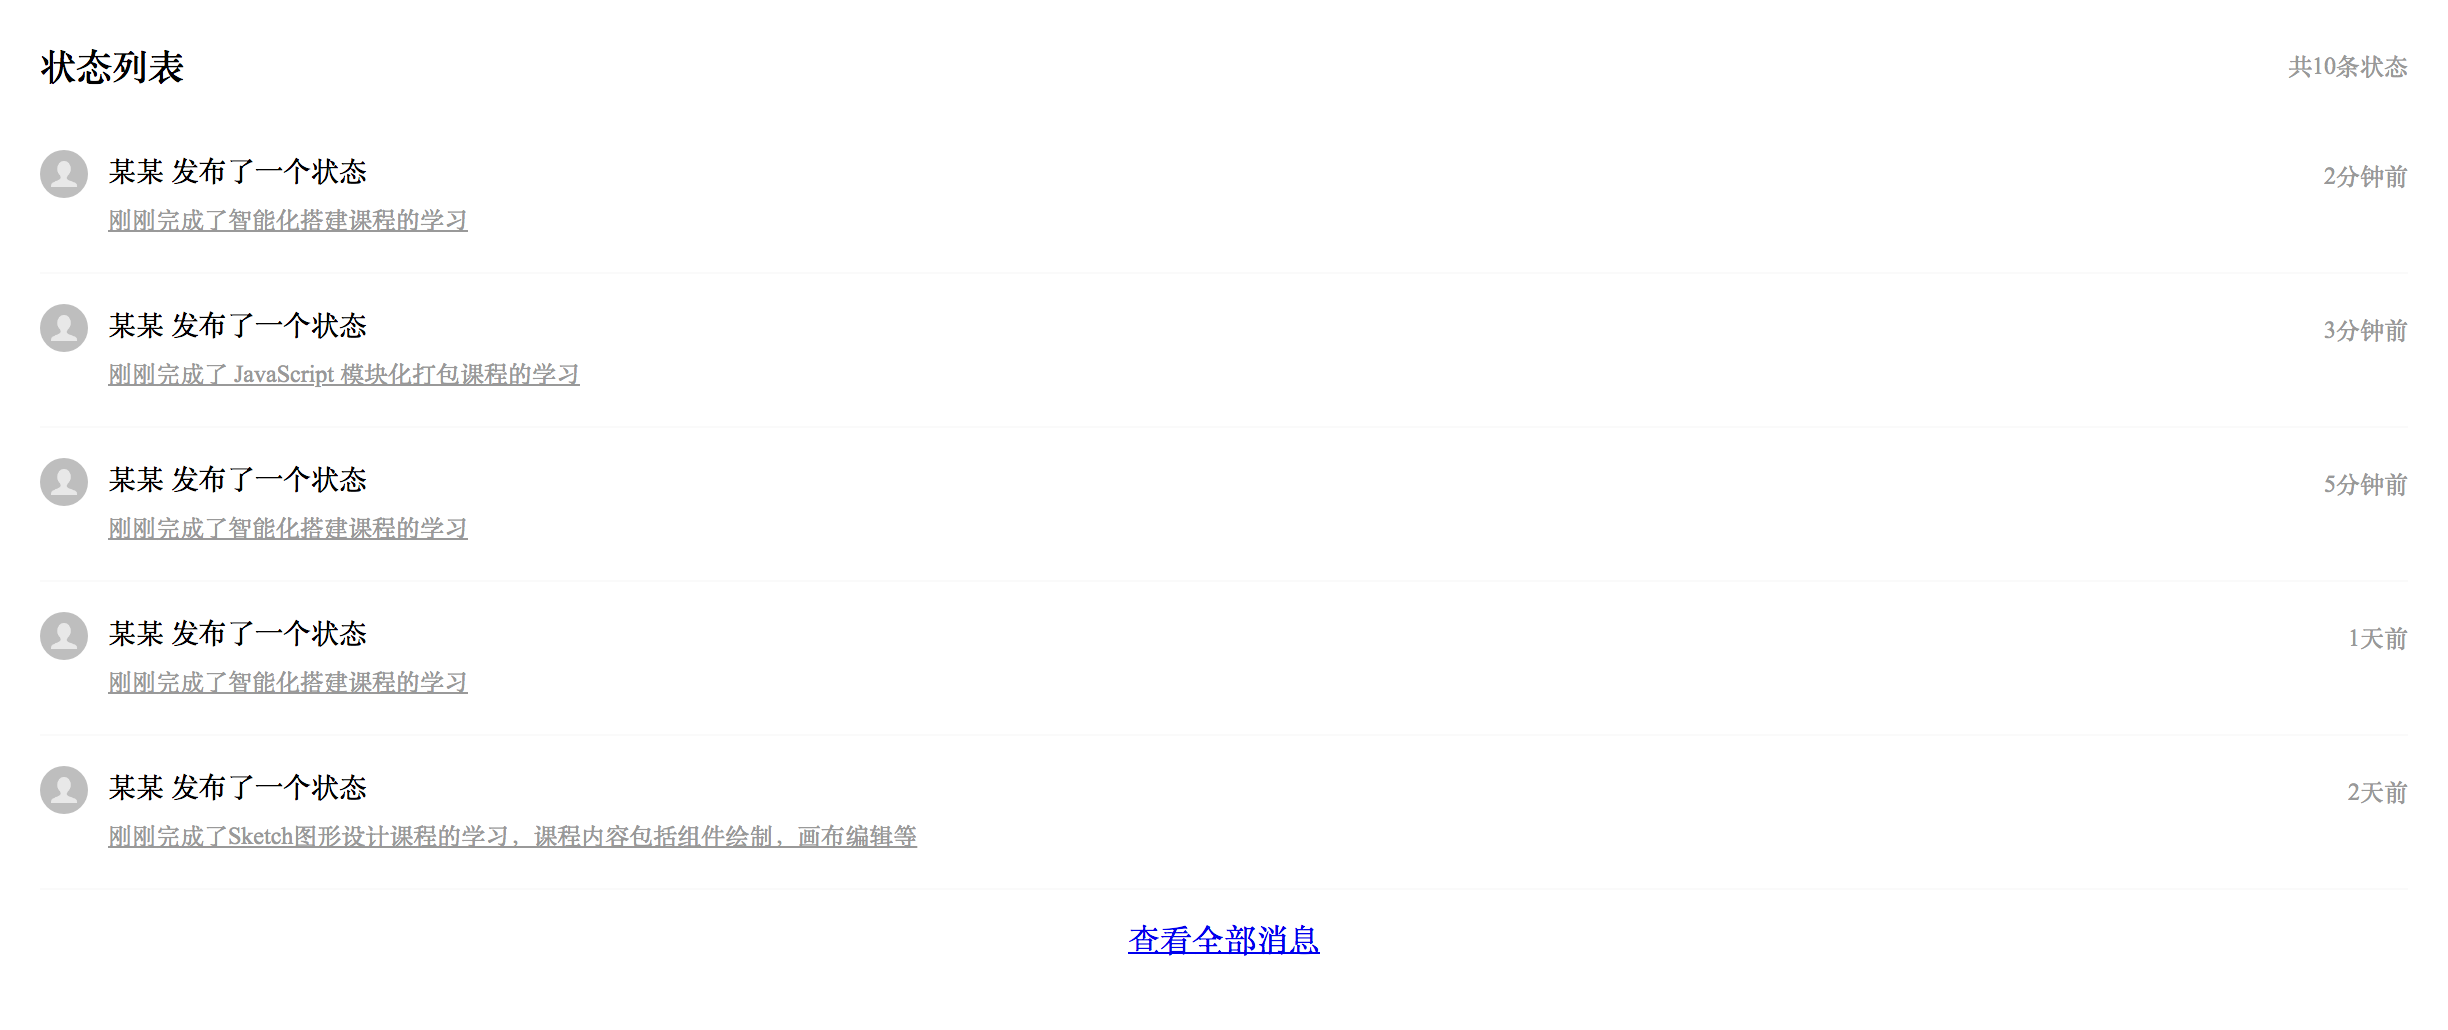 状态列表
共10条状态
某某 发布了一个状态
2分钟前
刚刚完成了智能化搭建课程的学习
某某 发布了一个状态
3分钟前
刚刚完成了 JavaScript 模块化打包课程的学习
某某 发布了一个状态
5分钟前
刚刚完成了智能化搭建课程的学习
某某 发布了一个状态
1天前
刚刚完成了智能化搭建课程的学习
某某 发布了一个状态
2天前
刚刚完成了Sketch图形设计课程的学习，课程内容包括组件绘制，画布编辑等
查看全部消息